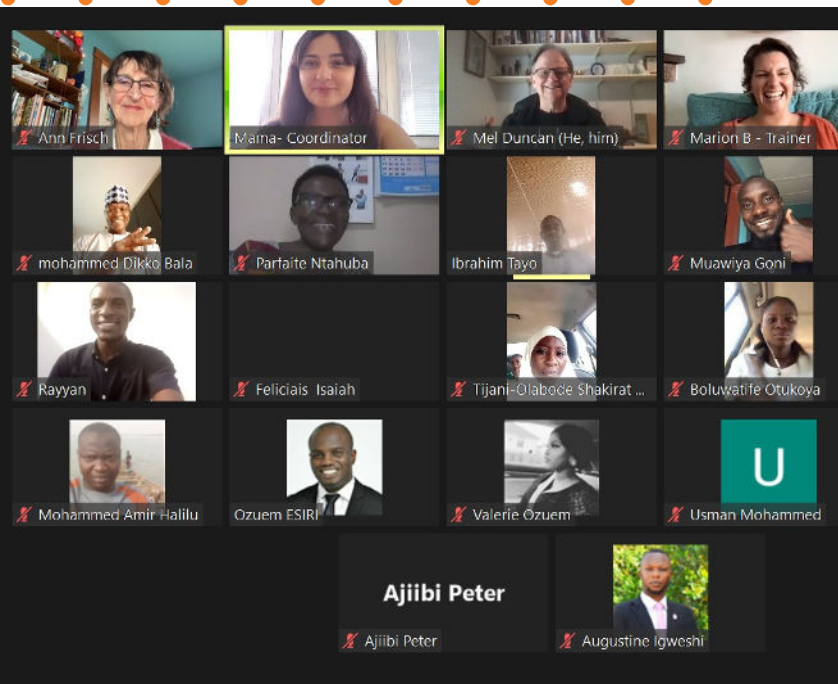 Ann Frisch
Mama- Coordinator
Mel Duncan (He, him)
Marion B - Trainer
mohammed Dikko Bala
Parfaite Ntahuba
Ibrahim Tayo
Muawiya Goni
Rayyan
Feliciais Isaiah
Tijani-Olabode Shakirat ...
Boluwatife Otukoya
Mohammed Amir Halilu
Ozuem ESIRI
Valerie Ozuem
U
Usman Mohammed
Ajiibi Peter
Ajiibi Peter
Augustine Igweshi